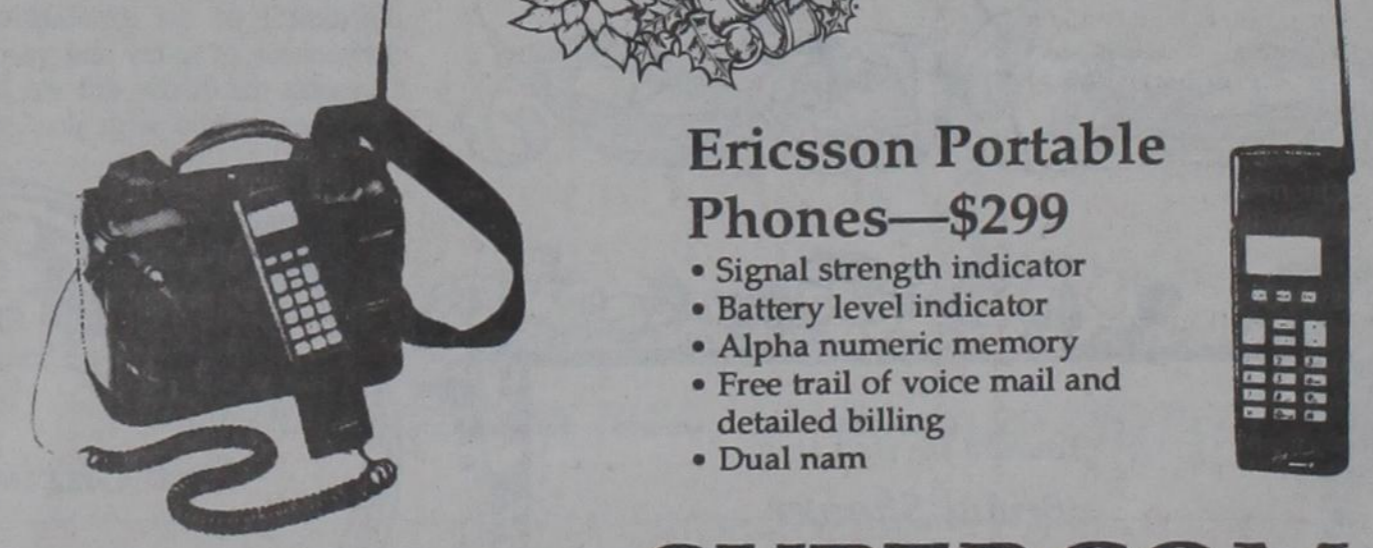 Ericsson Portable
Phones—$299
• Signal strength indicator
• Battery level indicator
• Alpha numeric memory
• Free trail of voice mail and
detailed billing
• Dual nam